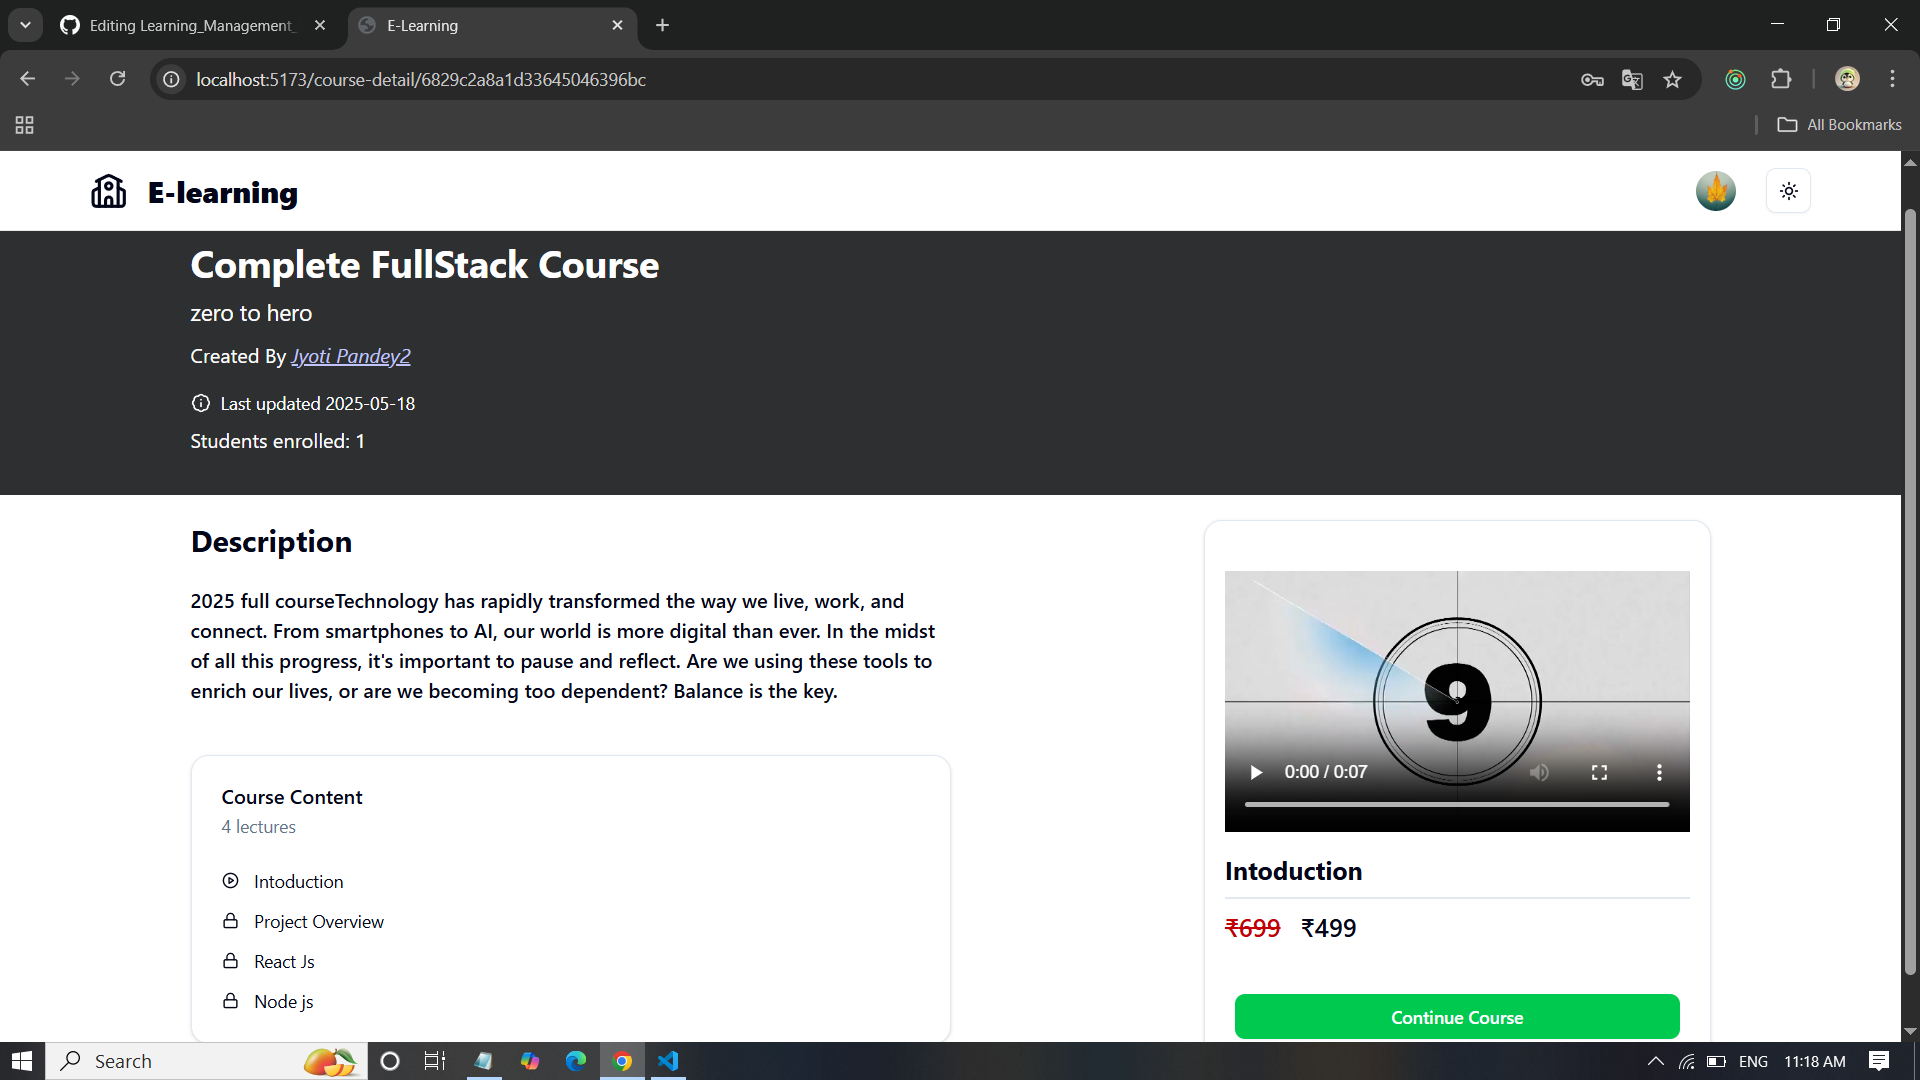 Editing Learning_Management_
E-Learning
localhost:5173/course-detail/6829c2a8a1d33645046396bc
All Bookmarks
E-learning
Complete FullStack Course
zero to hero
Created By Jyoti Pandey2
Last updated 2025-05-18
Students enrolled: 1
Description
2025 full courseTechnology has rapidly transformed the way we live, work, and
connect. From smartphones to AI, our world is more digital than ever. In the midst
of all this progress, it's important to pause and reflect. Are we using these tools to
enrich our lives, or are we becoming too dependent? Balance is the key.
Course Content
4 lectures
Intoduction
Project Overview
React Js
Node js
9
0:00 / 0:07
Intoduction
₹699 ₹499
Continue Course
Search
ENG
11:18 AM